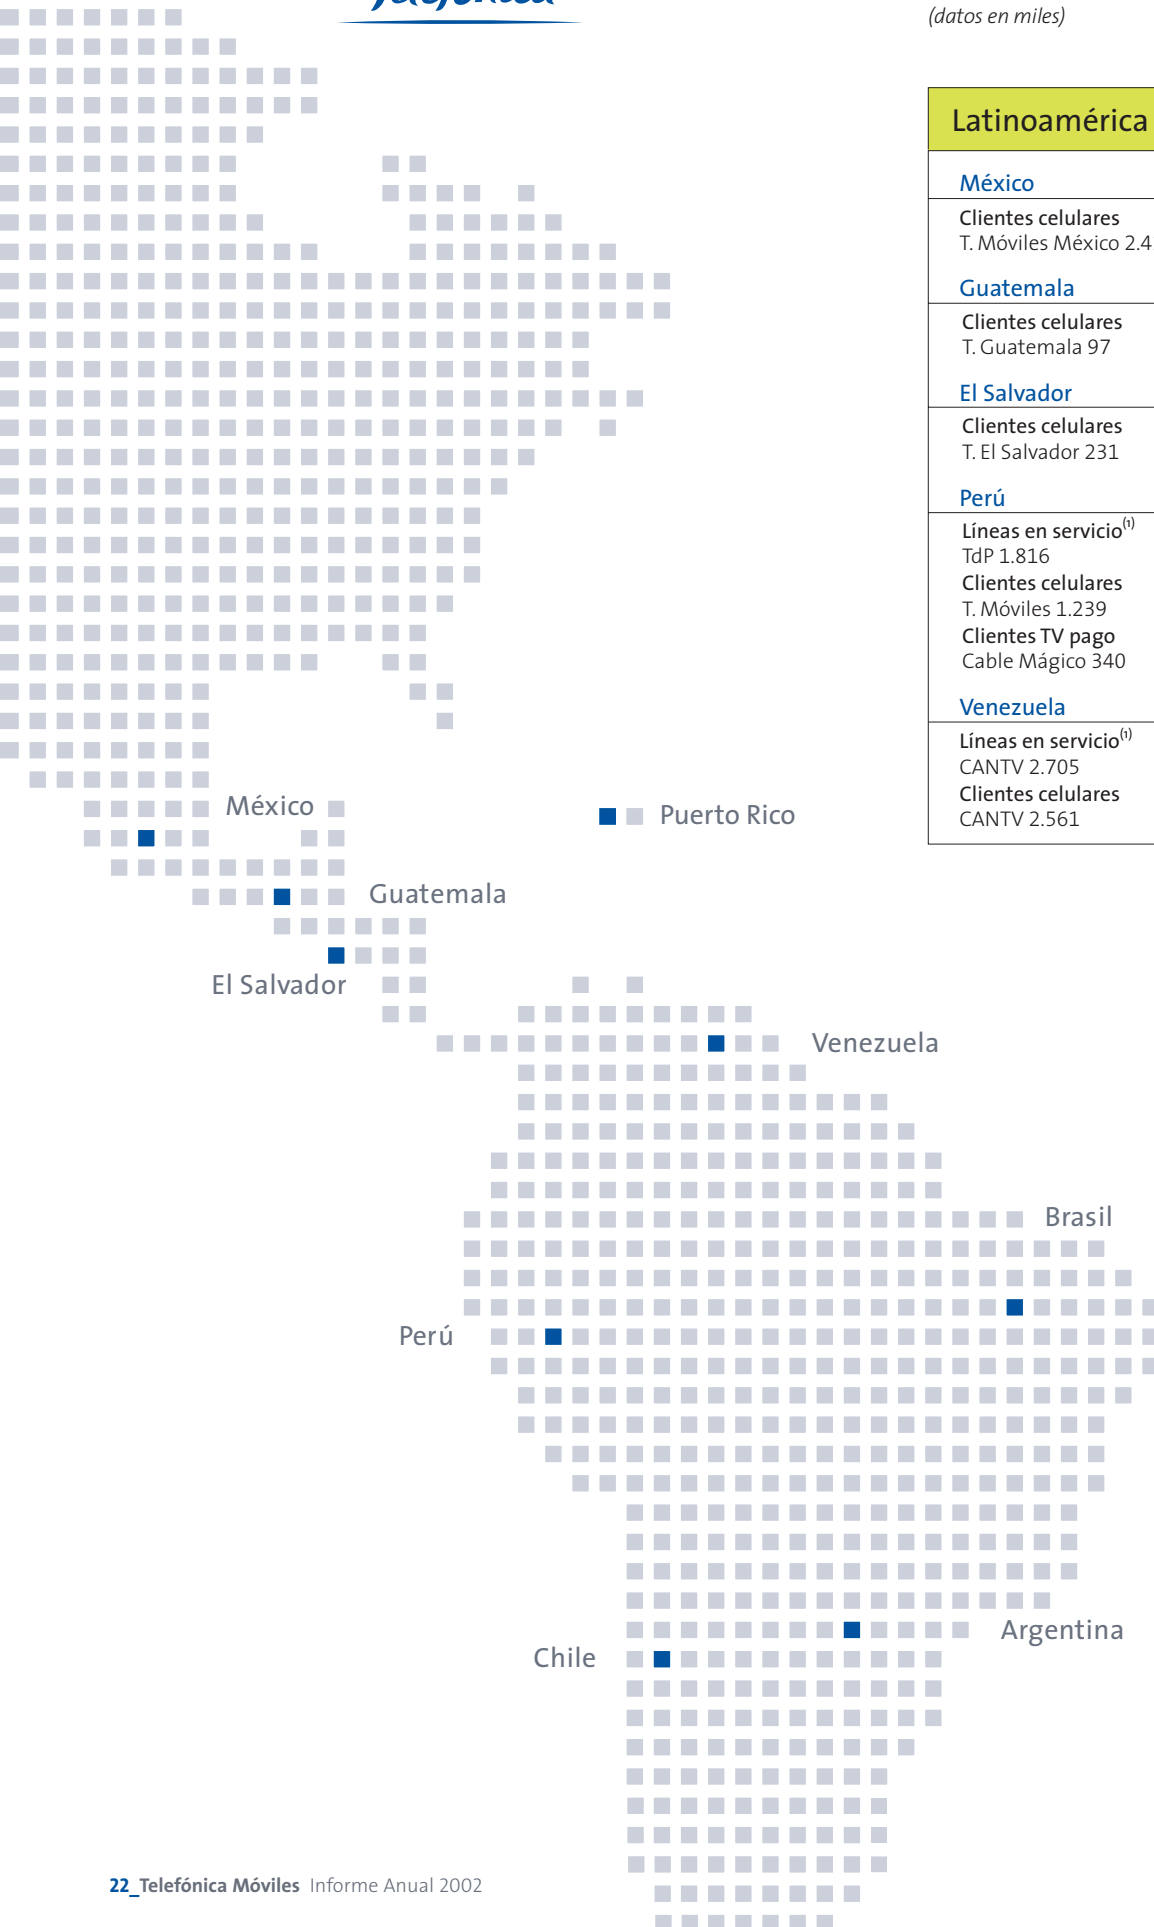 Telefónica
(datos en miles)
Latinoamérica
México
Clientes celulares
T. Móviles México 2.4
Guatemala
Clientes celulares
T. Guatemala 97
El Salvador
Clientes celulares
T. El Salvador 231
Perú
Líneas en servicio(1)
TdP 1.816
Clientes celulares
T. Móviles 1.239
Clientes TV pago
Cable Mágico 340
Venezuela
Líneas en servicio(1)
CANTV 2.705
Clientes celulares
CANTV 2.561
México
Puerto Rico
Guatemala
El Salvador
Venezuela
Brasil
Perú
Argentina
Chile
22_Telefónica Móviles Informe Anual 2002